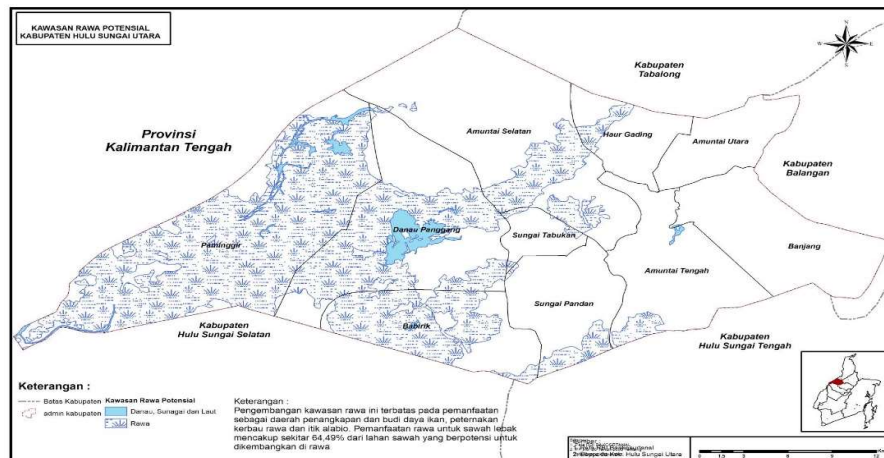 KAWASAN RAWA POTENSIAL
KABUPATEN HULU SUNGAI UTARA
N
W
E
S
Kabupaten
Tabalong
Provinsi
Kalimantan Tengah
Amuntai Selatan
Haur Gading
Amuntai Utara
Kabupaten
Balangan
Danau Panggang
Sungai Tabukan
Paminggir
Amuntai Tengah
Banjang
Sungai Pandan
Kabupaten
Hulu Sungai Selatan
Babirik
Kabupaten
Hulu Sungai Tengah
Keterangan :
Batas Kabupaten
admin kabupaten
Kawasan Rawa Potensial
Danau, Sunagai dan Laut
Rawa
Keterangan :
Pengembangan kawasan rawa ini terbatas pada pemanfaatan
sebagai daerah penangkapan dan budi daya ikan, peternaken
kerbau rawa dan itik alabio. Pemanfaatan rawa untuk sawah lebak
mencakup sekitar 64,49% dari lahan sawah yang berpotensi untuk
dikembangkan di rawa
Hulu Sungai Utara